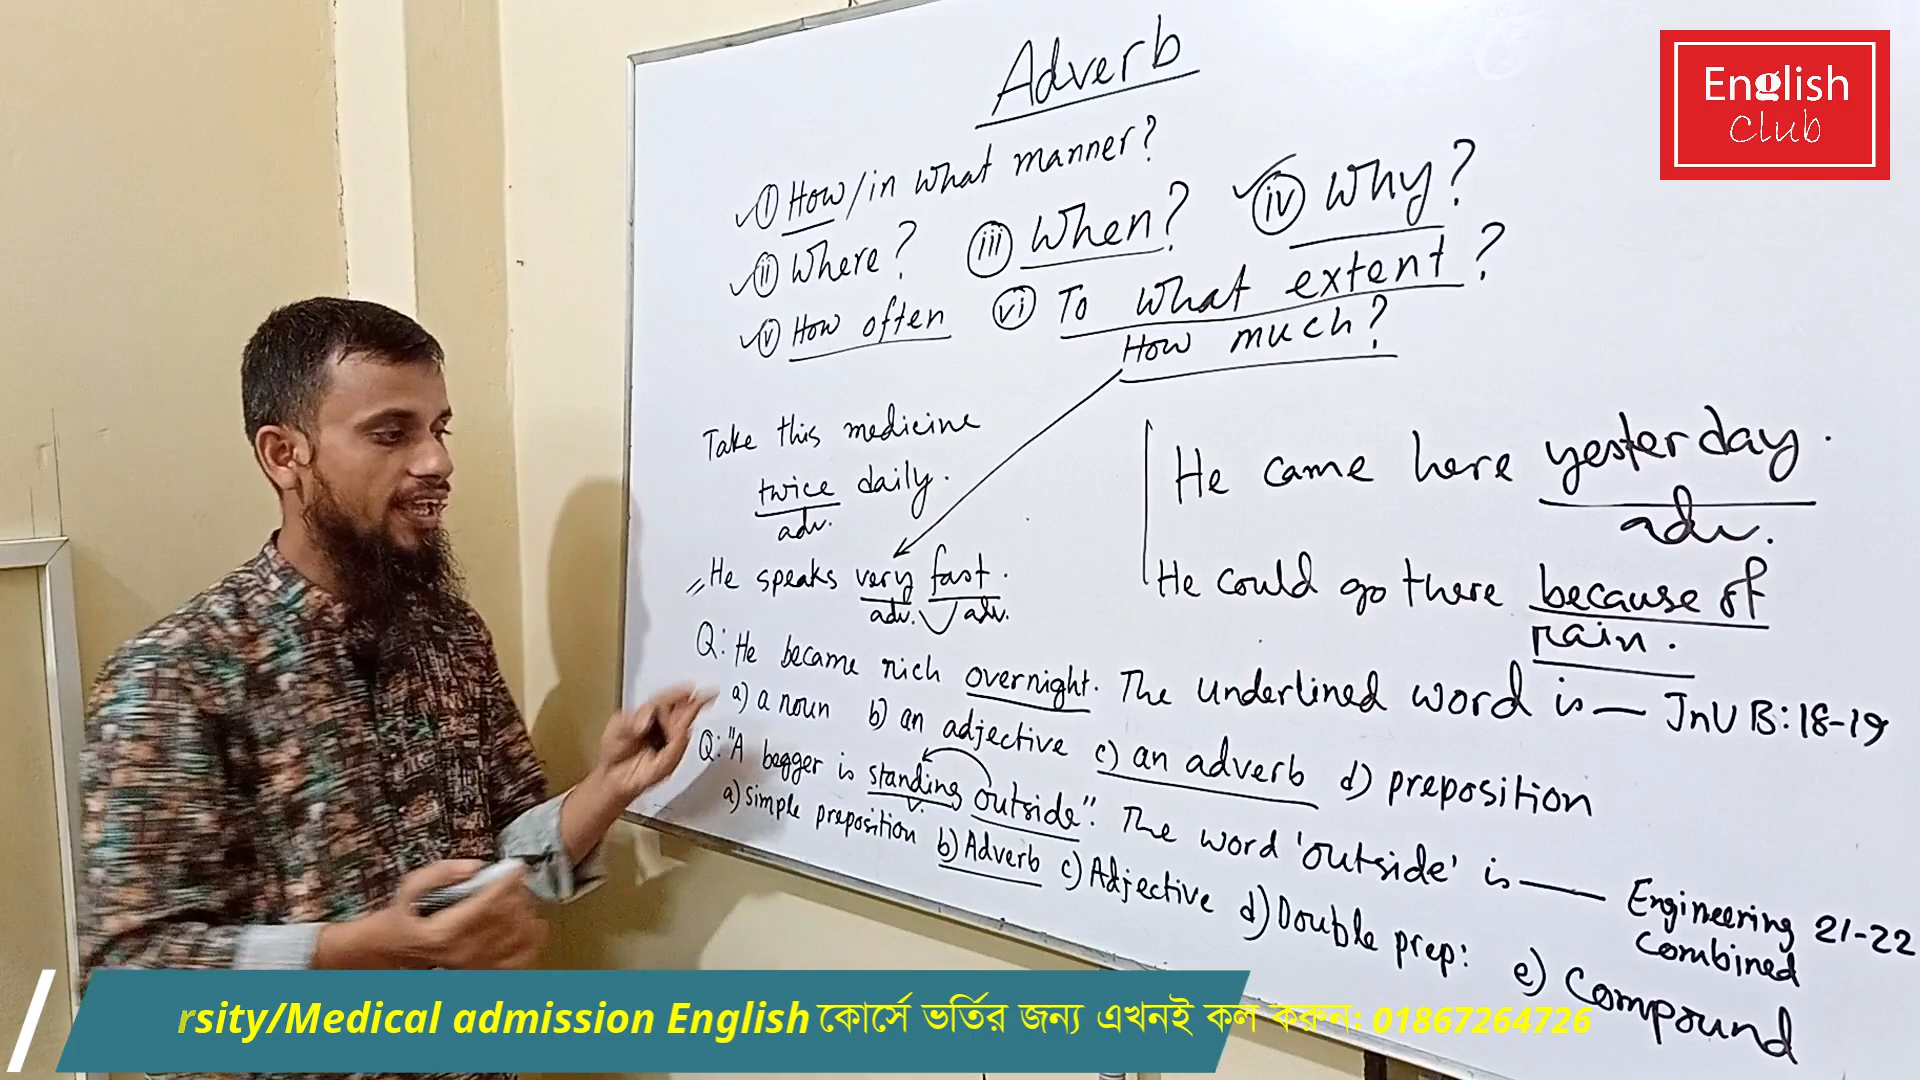 Adverb
English
Club
i) How/in what manner?
ii) Where? iii) When? iv) Why?
v) How often vi) To what extent?
How much?
Take this medicine
twice daily.
adv.
He came here yesterday.
adv.
He speaks very fast.
adv. adv.
He could go there because of
rain.
Q: He became rich overnight. The underlined word is— JnU B:18-19
a) a noun b) an adjective c) an adverb d) preposition
Q: "A begger is standing outside". The word 'outside' is —
v.
Engineering 21-22
Combined
a) simple preposition b) Adverb c) Adjective d) Double prep: e) Compound
rsity/Medical admission English কোর্সে ভর্তির জন্য এখনই কল করুন: 01867264726